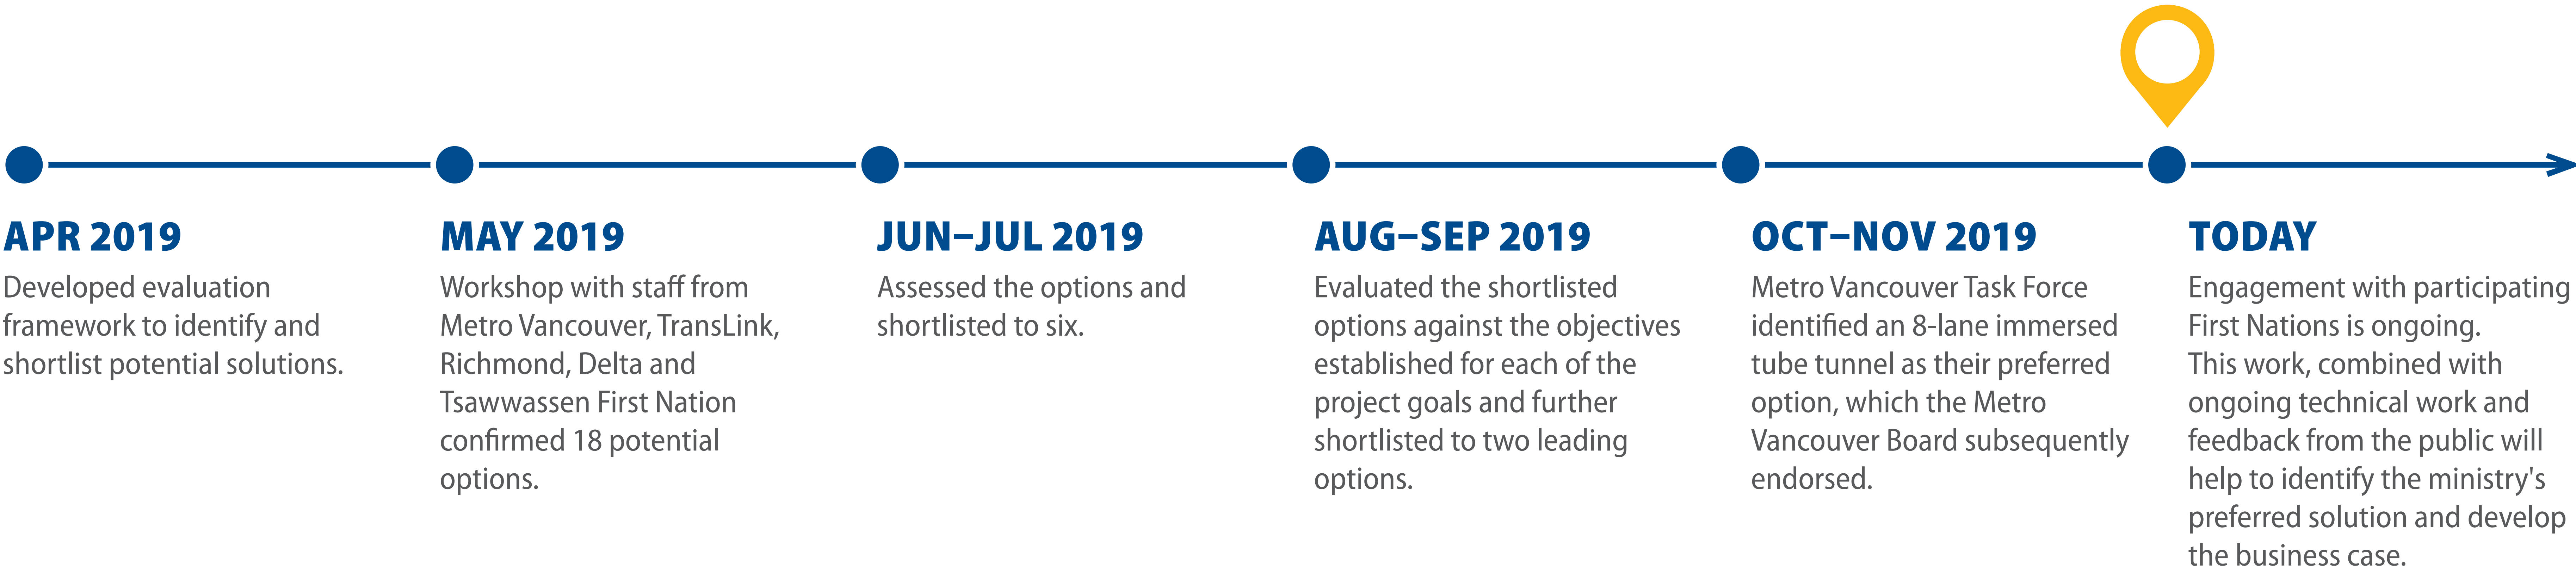 APR 2019
Developed evaluation
framework to identify and
shortlist potential solutions.
MAY 2019
Workshop with staff from
Metro Vancouver, TransLink,
Richmond, Delta and
Tsawwassen First Nation
confirmed 18 potential
options.
JUN–JUL 2019
Assessed the options and
shortlisted to six.
AUG–SEP 2019
Evaluated the shortlisted
options against the objectives
established for each of the
project goals and further
shortlisted to two leading
options.
OCT–NOV 2019
Metro Vancouver Task Force
identified an 8-lane immersed
tube tunnel as their preferred
option, which the Metro
Vancouver Board subsequently
endorsed.
TODAY
Engagement with participating
First Nations is ongoing.
This work, combined with
ongoing technical work and
feedback from the public will
help to identify the ministry's
preferred solution and develop
the business case.